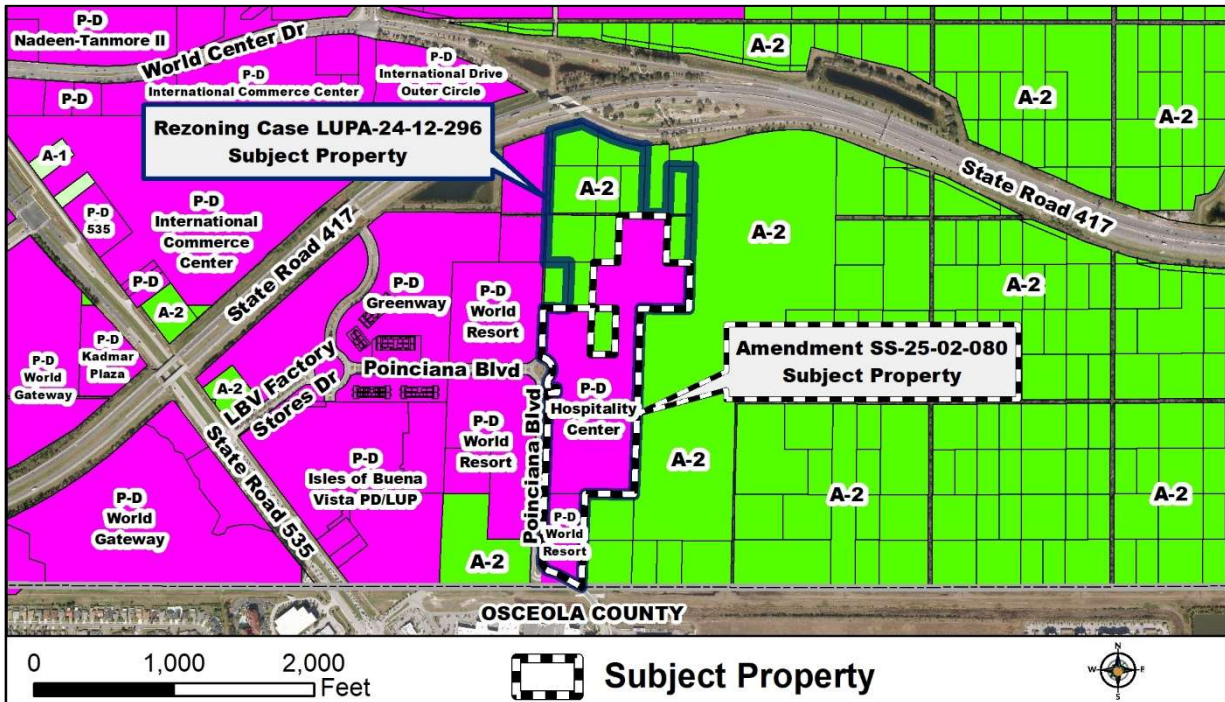 P-D
Nadeen-Tanmore II
World Center Dr
P-D
International Commerce Center
P-D
International Drive
Outer Circle
P-D
A-2
A-2
A-2
A-2
Rezoning Case LUPA-24-12-296
Subject Property
A-1
P-D
535
P-D
International
Commerce
Center
State Road 417
A-2
State Road 417
A-2
A-2
P-D
A-2
P-D
Greenway
P-D
World
Resort
P-D
Kadmar
Plaza
P-D
World
Gateway
A-2
LBV Factory
Stores Dr
Poinciana Blvd
Amendment SS-25-02-080
Subject Property
P-D
Hospitality
Center
Poinciana Blvd
P-D
World
Resort
A-2
State Road 535
P-D
Isles of Buena
Vista PD/LUP
A-2
A-2
P-D
World
Gateway
A-2
P-D
World
Resort
OSCEOLA COUNTY
0 1,000 2,000
Feet
Subject Property
N
W E
S